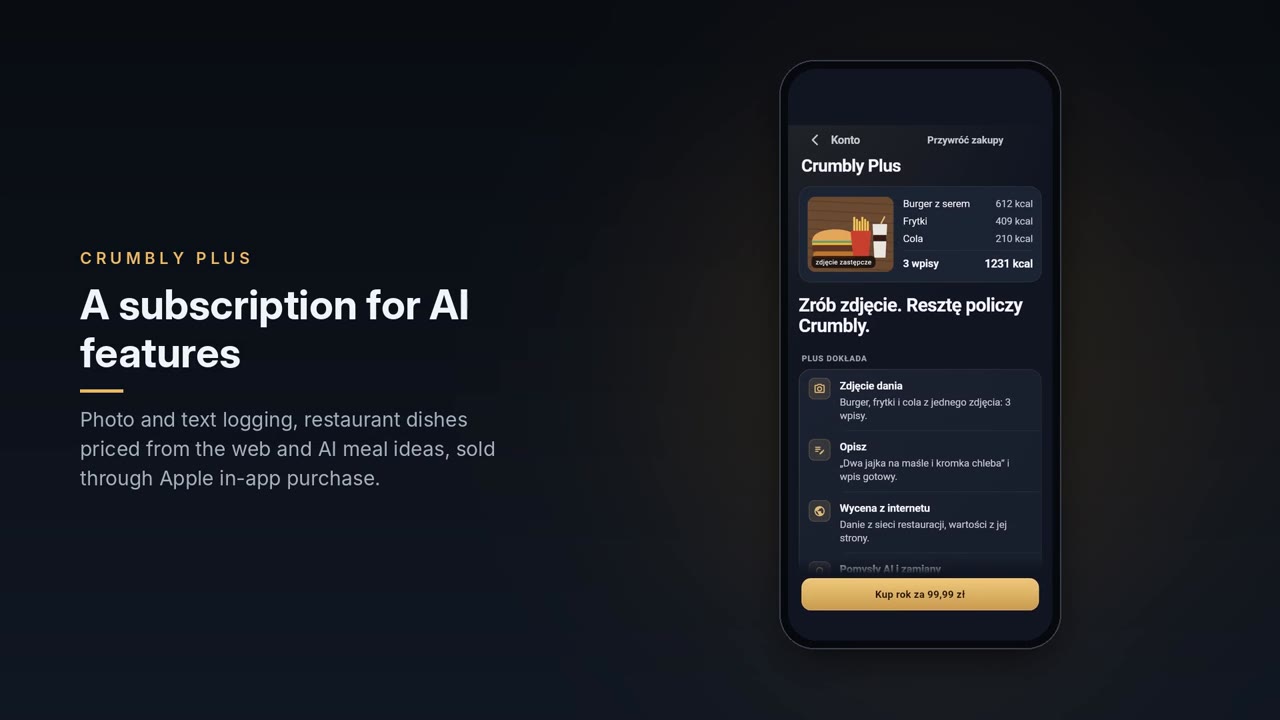 CRUMBLY PLUS
A subscription for AI
features
Photo and text logging, restaurant dishes
priced from the web and AI meal ideas, sold
through Apple in-app purchase.
Konto
Przywróć zakupy
Crumbly Plus
Burger z serem 612 kcal
Frytki 409 kcal
Cola 210 kcal
zdjęcie zastępcze
3 wpisy 1231 kcal
Zrób zdjęcie. Resztę policzy
Crumbly.
PLUS DOKŁADA
Zdjęcie dania
Burger, frytki i cola z jednego zdjęcia: 3
wpisy.
Opisz
„Dwa jajka na maśle i kromka chleba” i
wpis gotowy.
Wycena z internetu
Danie z sieci restauracji, wartości z jej
strony.
Pomysły AI i zamiany
Kup rok za 99,99 zł